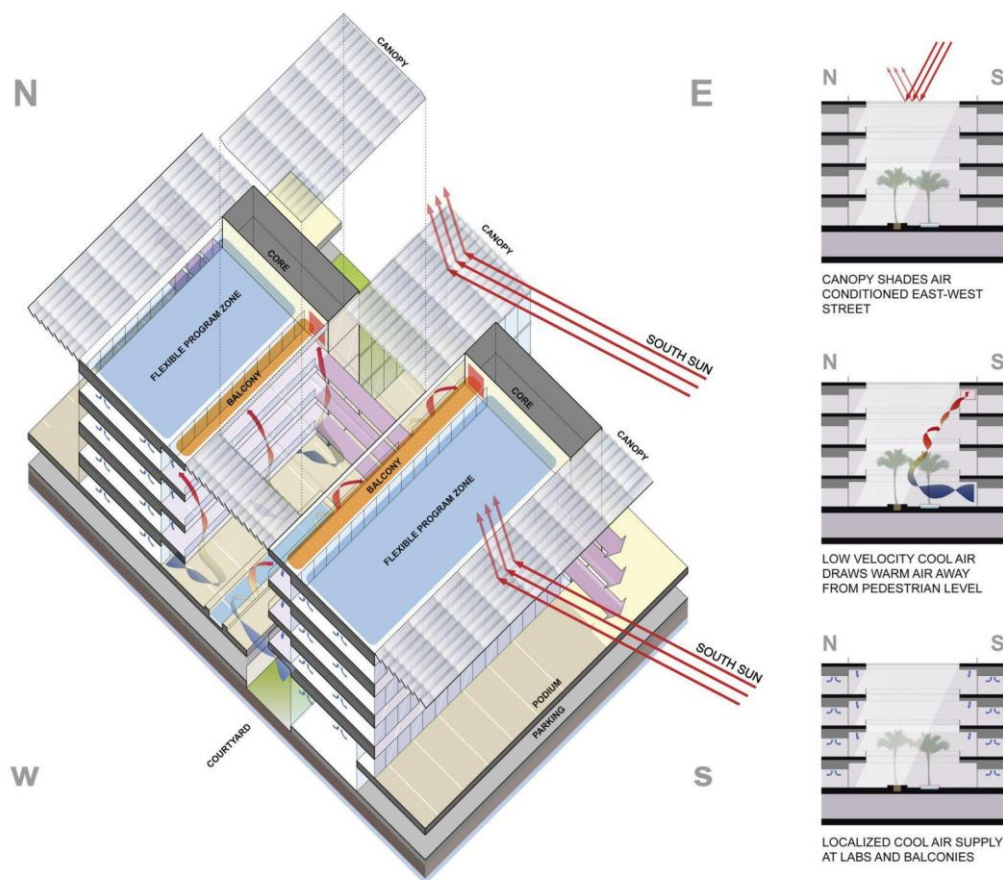 N
E
W
S
CANOPY
CANOPY
CANOPY
CORE
CORE
FLEXIBLE PROGRAM ZONE
FLEXIBLE PROGRAM ZONE
BALCONY
BALCONY
SOUTH SUN
SOUTH SUN
PODIUM
PARKING
COURTYARD
N
S
CANOPY SHADES AIR
CONDITIONED EAST-WEST
STREET
N
S
LOW VELOCITY COOL AIR
DRAWS WARM AIR AWAY
FROM PEDESTRIAN LEVEL
N
S
LOCALIZED COOL AIR SUPPLY
AT LABS AND BALCONIES